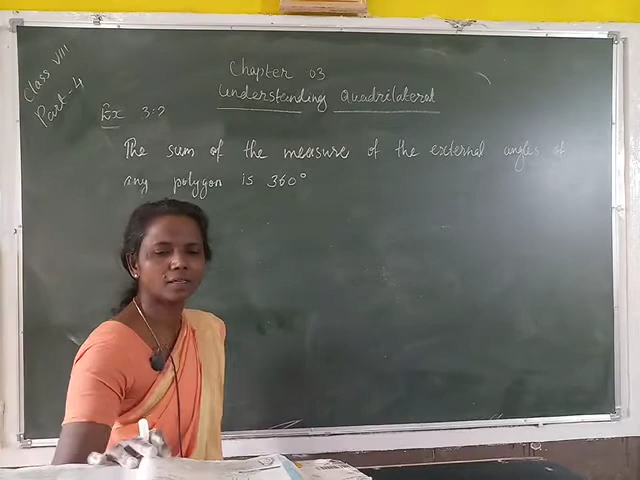 Class VIII
Part-4
Chapter 03
Understanding Quadrilateral
Ex 3.2
The sum of the measure of the external angles of
any polygon is 360°